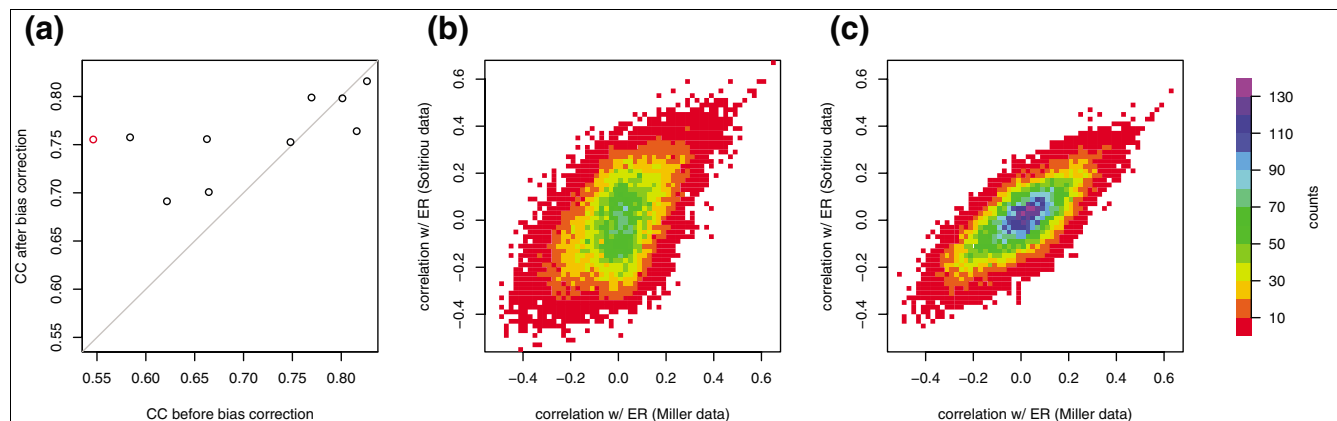 (a)
CC after bias correction
0.55 0.60 0.65 0.70 0.75 0.80
0.55 0.60 0.65 0.70 0.75 0.80
CC before bias correction
(b)
correlation w/ ER (Sotiriou data)
−0.4 −0.2 0.0 0.2 0.4 0.6
−0.4 −0.2 0.0 0.2 0.4 0.6
correlation w/ ER (Miller data)
(c)
correlation w/ ER (Sotiriou data)
−0.4 −0.2 0.0 0.2 0.4 0.6
−0.4 −0.2 0.0 0.2 0.4 0.6
correlation w/ ER (Miller data)
130
110
90
70
50
30
10
counts